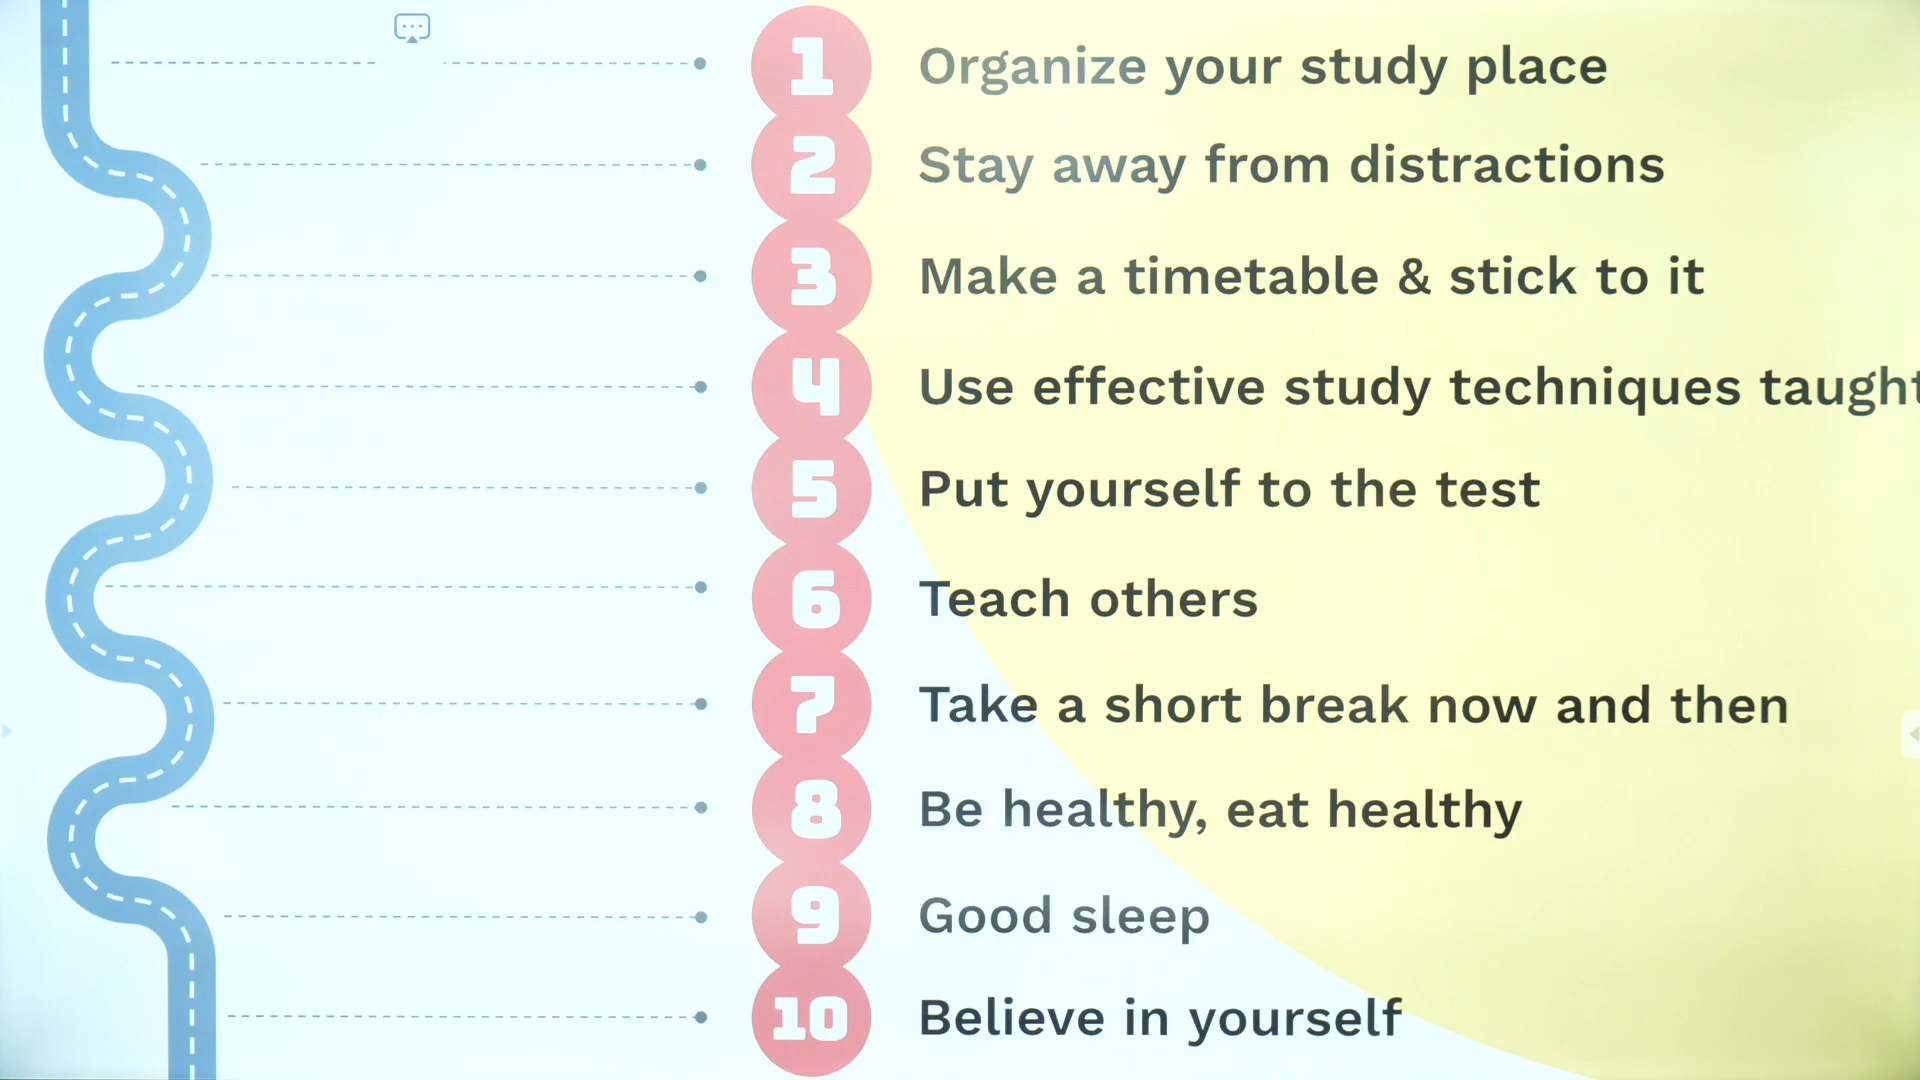 1 Organize your study place
2 Stay away from distractions
3 Make a timetable & stick to it
4 Use effective study techniques taught
5 Put yourself to the test
6 Teach others
7 Take a short break now and then
8 Be healthy, eat healthy
9 Good sleep
10 Believe in yourself